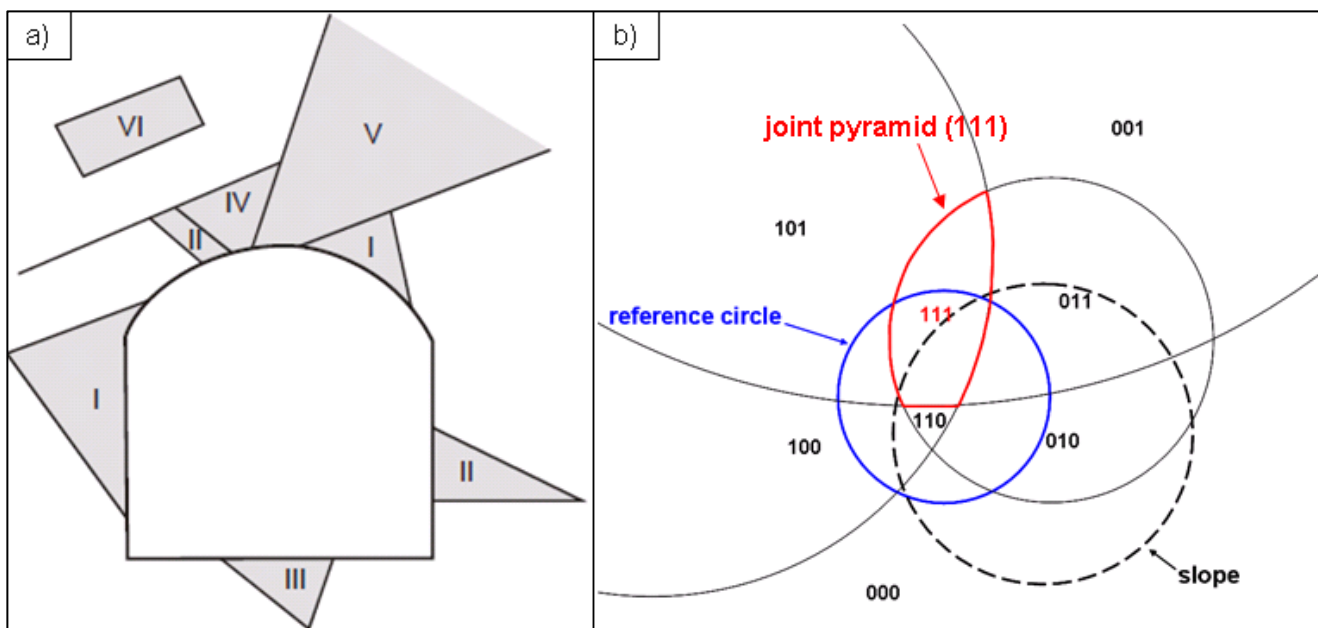 a)
VI
V
IV
II
I
I
II
III
b)
001
joint pyramid (111)
101
011
111
reference circle
110
100
010
slope
000